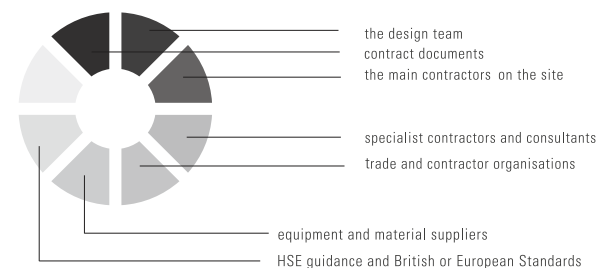 the design team
contract documents
the main contractors on the site
specialist contractors and consultants
trade and contractor organisations
equipment and material suppliers
HSE guidance and British or European Standards